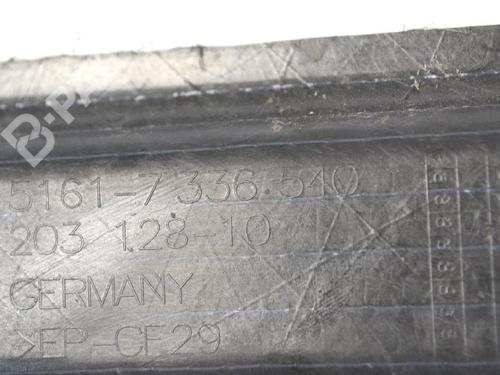 B-P
5161-7 336.540
203 128-10
GERMANY
>EP-CF29